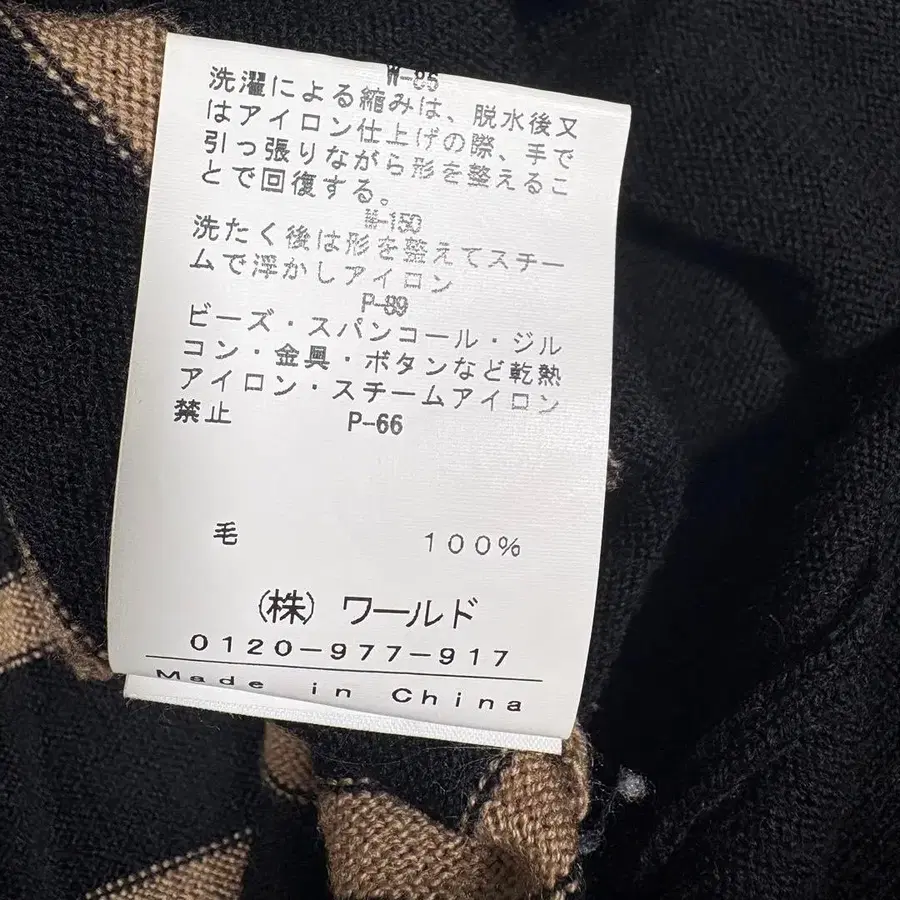 W-85
洗濯による縮みは、脱水後又
はアイロン仕上げの際、手で
引っ張りながら形を整えるこ
とで回復する。
W-150
洗たく後は形を整えてスチー
ムで浮かしアイロン
P-89
ビーズ・スパンコール・ジル
コン・金具・ボタンなど乾熱
アイロン・スチームアイロン
禁止 P-66
毛 100%
(株) ワールド
0120-977-917
Made in China